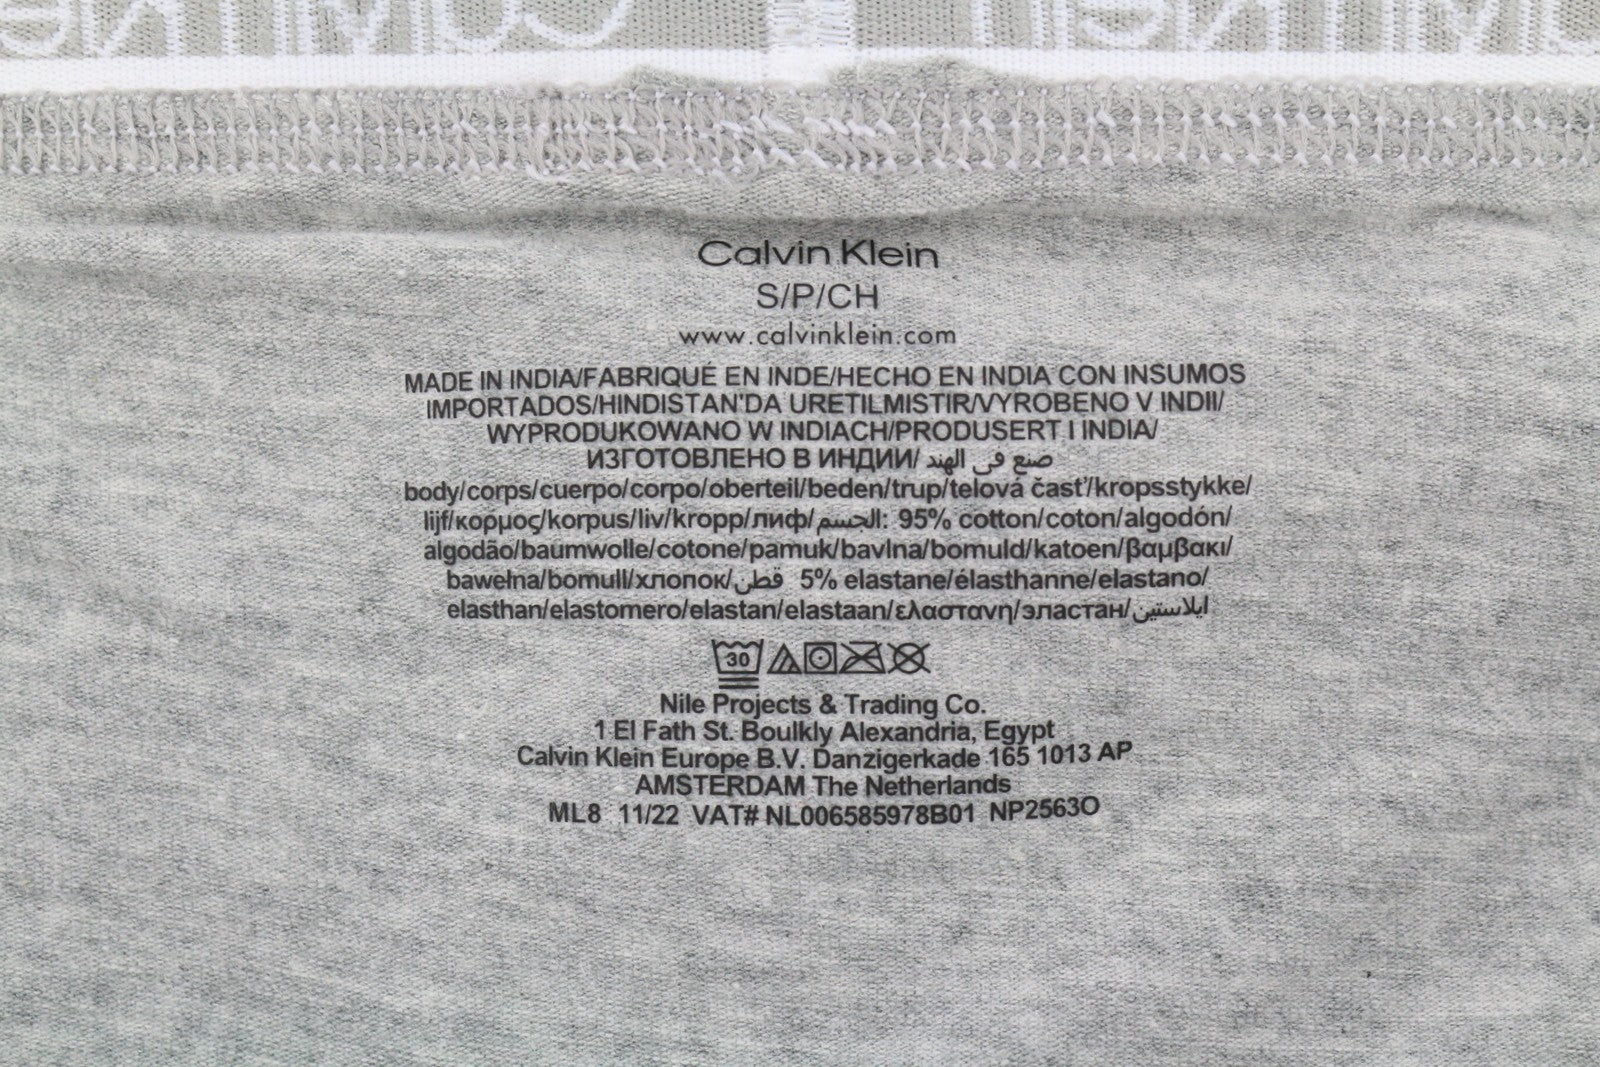 Calvin Klein
S/P/CH
www.calvinklein.com
MADE IN INDIA/FABRIQUÉ EN INDE/HECHO EN INDIA CON INSUMOS
IMPORTADOS/HINDISTAN'DA URETILMISTIR/VYROBENO V INDII/
WYPRODUKOWANO W INDIACH/PRODUSERT I INDIA/
ИЗГОТОВЛЕНО В ИНДИИ/ صنع في الهند
body/corps/cuerpo/corpo/oberteil/beden/trup/telová časť/kropsstykke/
lijf/κορμος/korpus/liv/kropp/лиф/الجسم: 95% cotton/coton/algodón/
algodão/baumwolle/cotone/pamuk/bavlna/bomuld/katoen/βαμβακι/
bawełna/bomull/хлопок/قطن 5% elastane/élasthanne/elastano/
elasthan/elastomero/elastan/elastaan/ελαστανη/эластан/ايلاستين
30
Nile Projects & Trading Co.
1 El Fath St. Boulkly Alexandria, Egypt
Calvin Klein Europe B.V. Danzigerkade 165 1013 AP
AMSTERDAM The Netherlands
ML8 11/22 VAT# NL006585978B01 NP2563O